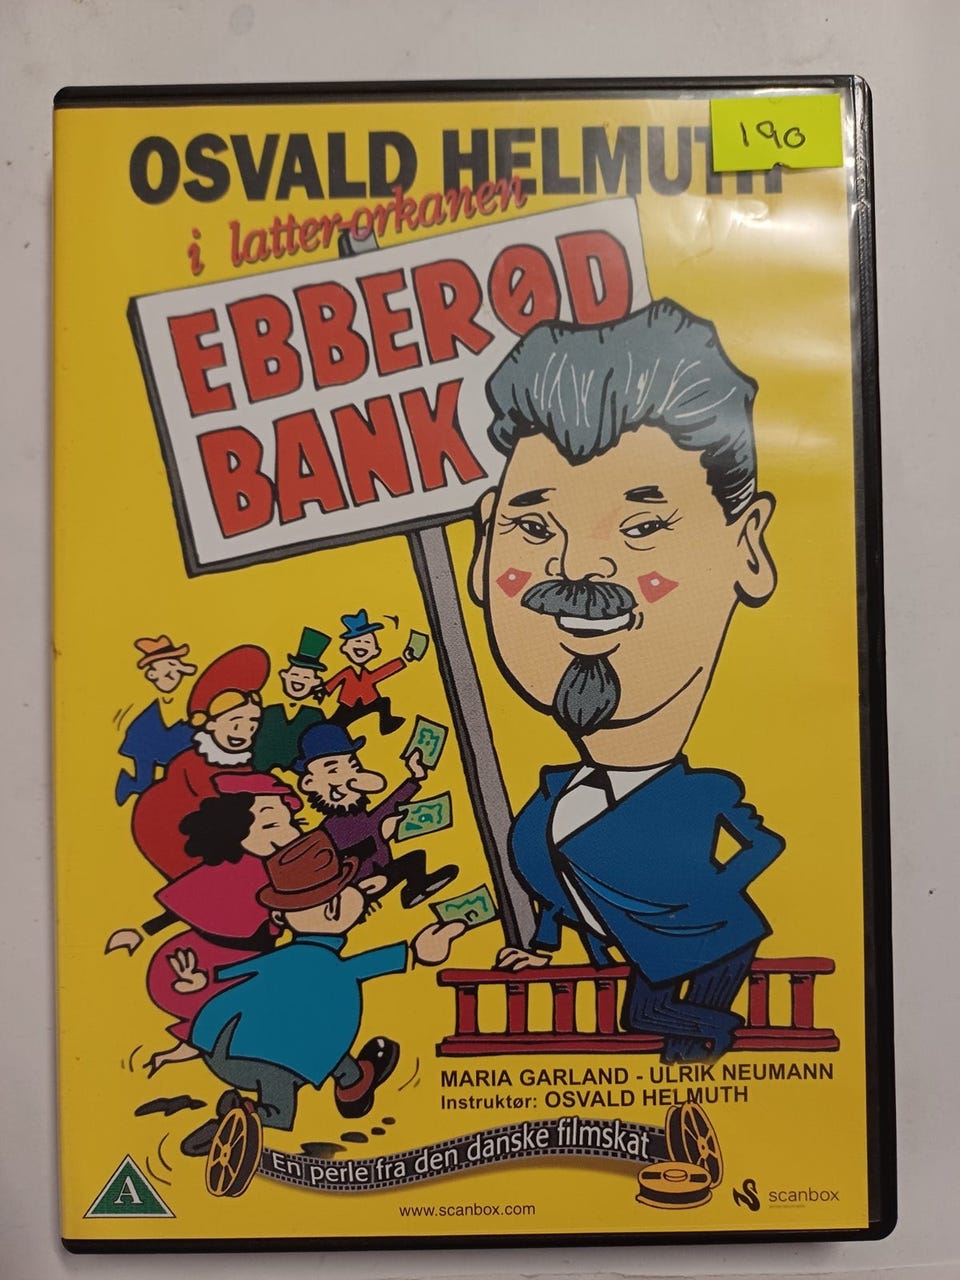 OSVALD HELMUTH
190
i latter-orkanen
EBBERØD
BANK
MARIA GARLAND - ULRIK NEUMANN
Instruktør: OSVALD HELMUTH
En perle fra den danske filmskat
A
www.scanbox.com
scanbox